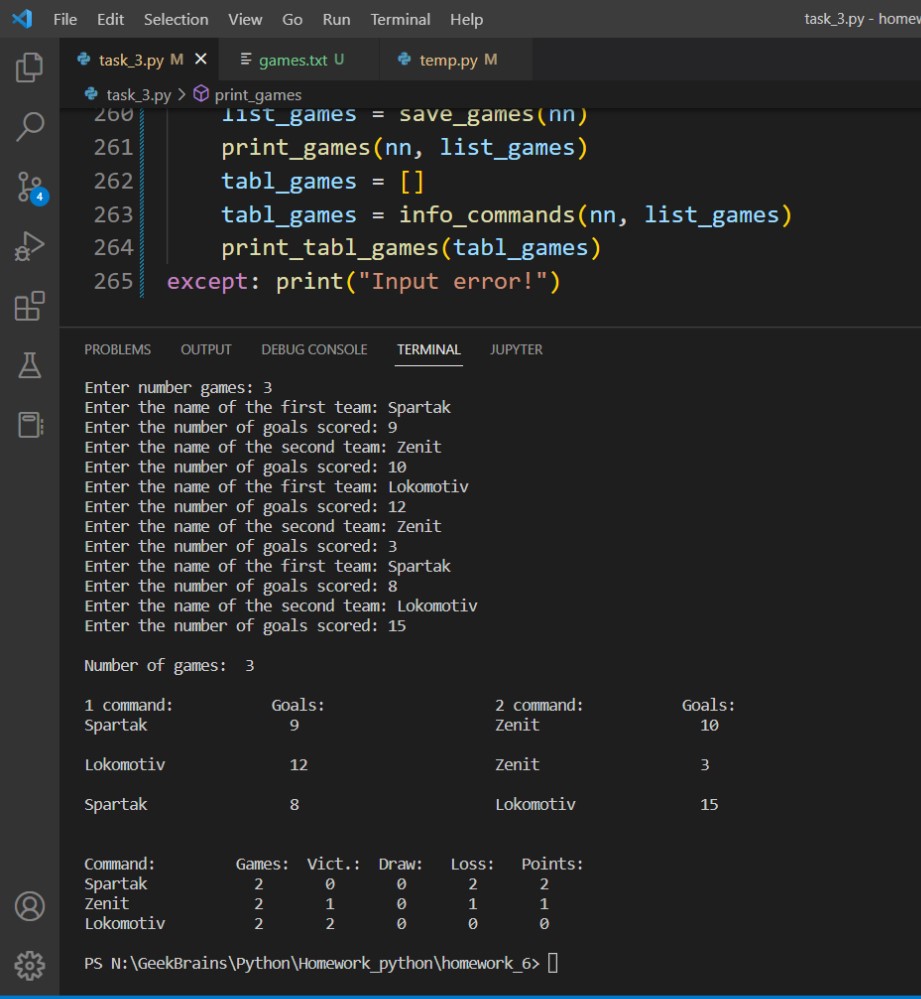 File Edit Selection View Go Run Terminal Help task_3.py - homew
task_3.py M games.txt U temp.py M
task_3.py > print_games
260 list_games = save_games(nn)
261 print_games(nn, list_games)
262 tabl_games = []
263 tabl_games = info_commands(nn, list_games)
264 print_tabl_games(tabl_games)
265 except: print("Input error!")
4
PROBLEMS OUTPUT DEBUG CONSOLE TERMINAL JUPYTER
Enter number games: 3
Enter the name of the first team: Spartak
Enter the number of goals scored: 9
Enter the name of the second team: Zenit
Enter the number of goals scored: 10
Enter the name of the first team: Lokomotiv
Enter the number of goals scored: 12
Enter the name of the second team: Zenit
Enter the number of goals scored: 3
Enter the name of the first team: Spartak
Enter the number of goals scored: 8
Enter the name of the second team: Lokomotiv
Enter the number of goals scored: 15
Number of games: 3
1 command: Goals: 2 command: Goals:
Spartak 9 Zenit 10
Lokomotiv 12 Zenit 3
Spartak 8 Lokomotiv 15
Command: Games: Vict.: Draw: Loss: Points:
Spartak 2 0 0 2 2
Zenit 2 1 0 1 1
Lokomotiv 2 2 0 0 0
PS N:\GeekBrains\Python\Homework_python\homework_6>